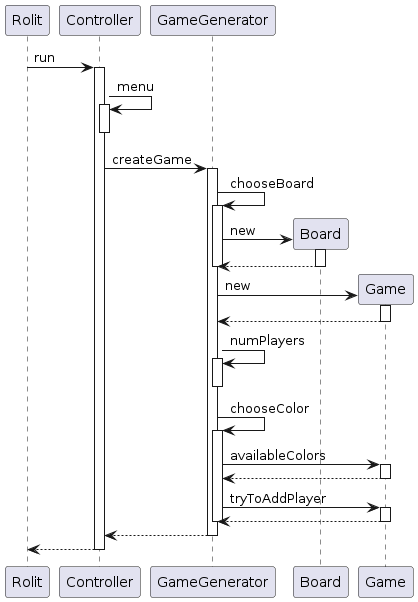 Rolit Controller GameGenerator
run
menu
createGame
chooseBoard
new
Board
new
Game
numPlayers
chooseColor
availableColors
tryToAddPlayer
Rolit Controller GameGenerator Board Game